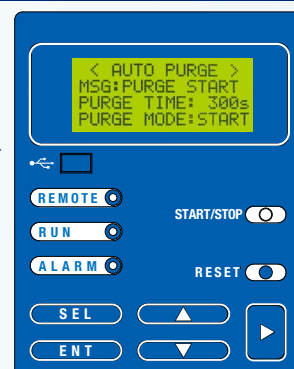 < AUTO PURGE >
MSG:PURGE START
PURGE TIME: 300s
PURGE MODE:START
REMOTE
START/STOP
RUN
ALARM
RESET
SEL
ENT